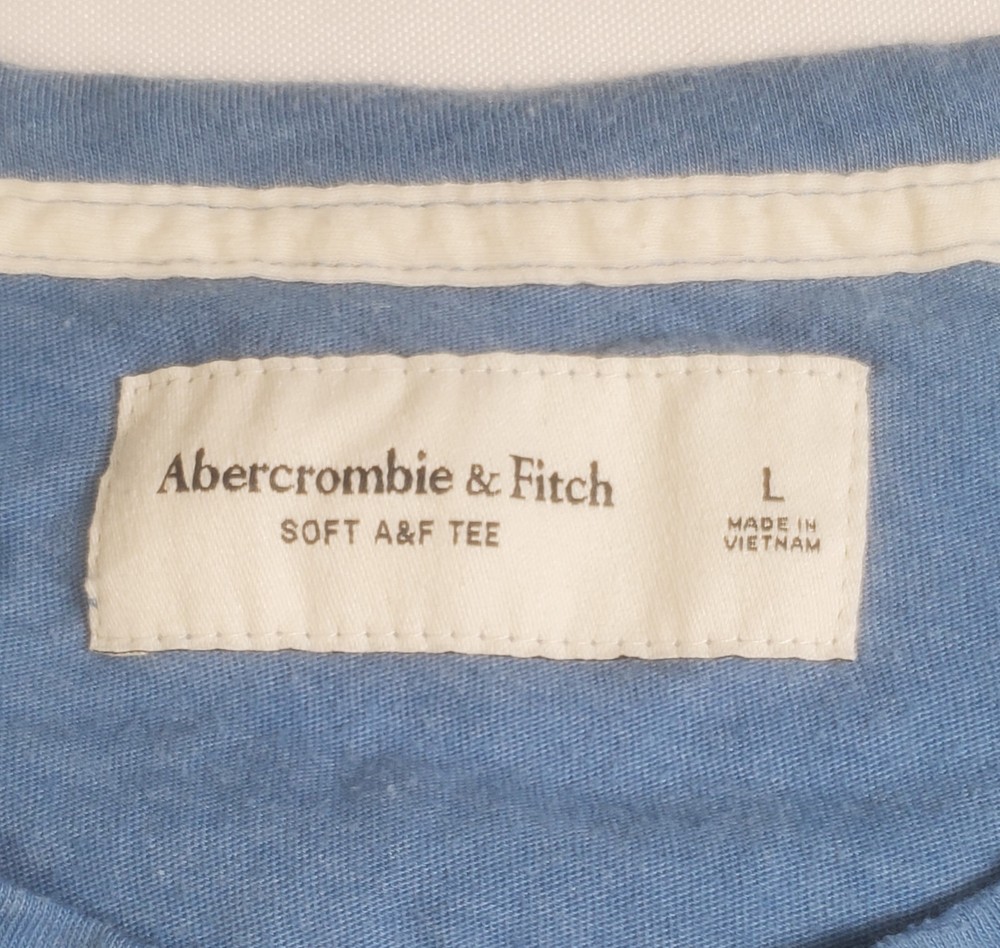 Abercrombie & Fitch
SOFT A&F TEE
L
MADE IN
VIETNAM